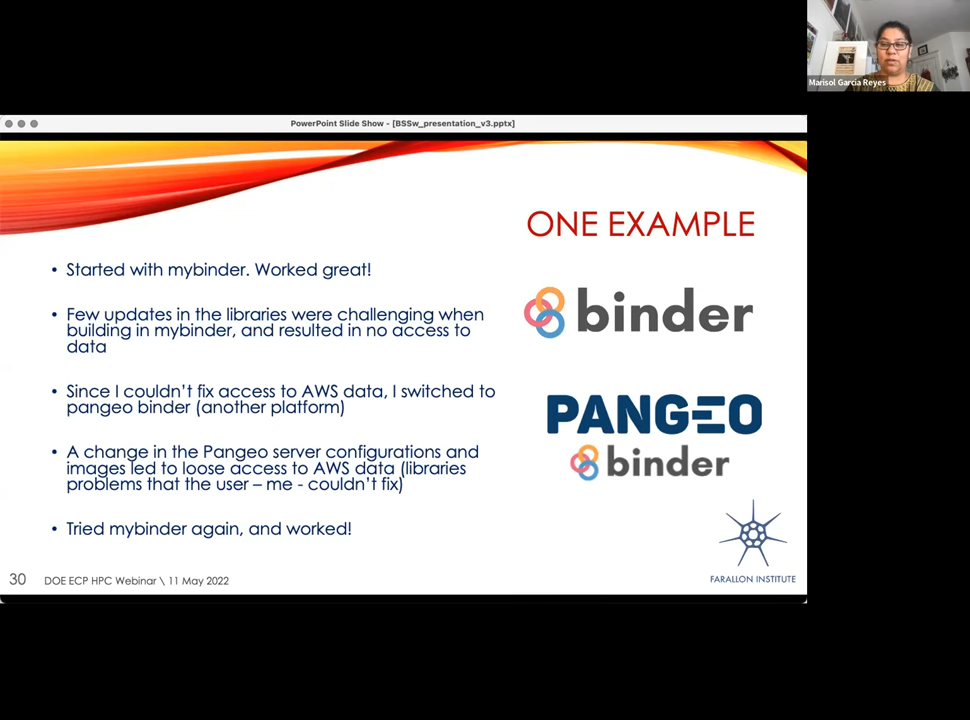 Marisol García Reyes
PowerPoint Slide Show - [BSSw_presentation_v3.pptx]
ONE EXAMPLE
• Started with mybinder. Worked great!
• Few updates in the libraries were challenging when
building in mybinder, and resulted in no access to
data
• Since I couldn't fix access to AWS data, I switched to
pangeo binder (another platform)
• A change in the Pangeo server configurations and
images led to loose access to AWS data (libraries
problems that the user – me - couldn't fix)
• Tried mybinder again, and worked!
binder
PANGEO
binder
FARALLON INSTITUTE
30 DOE ECP HPC Webinar \ 11 May 2022